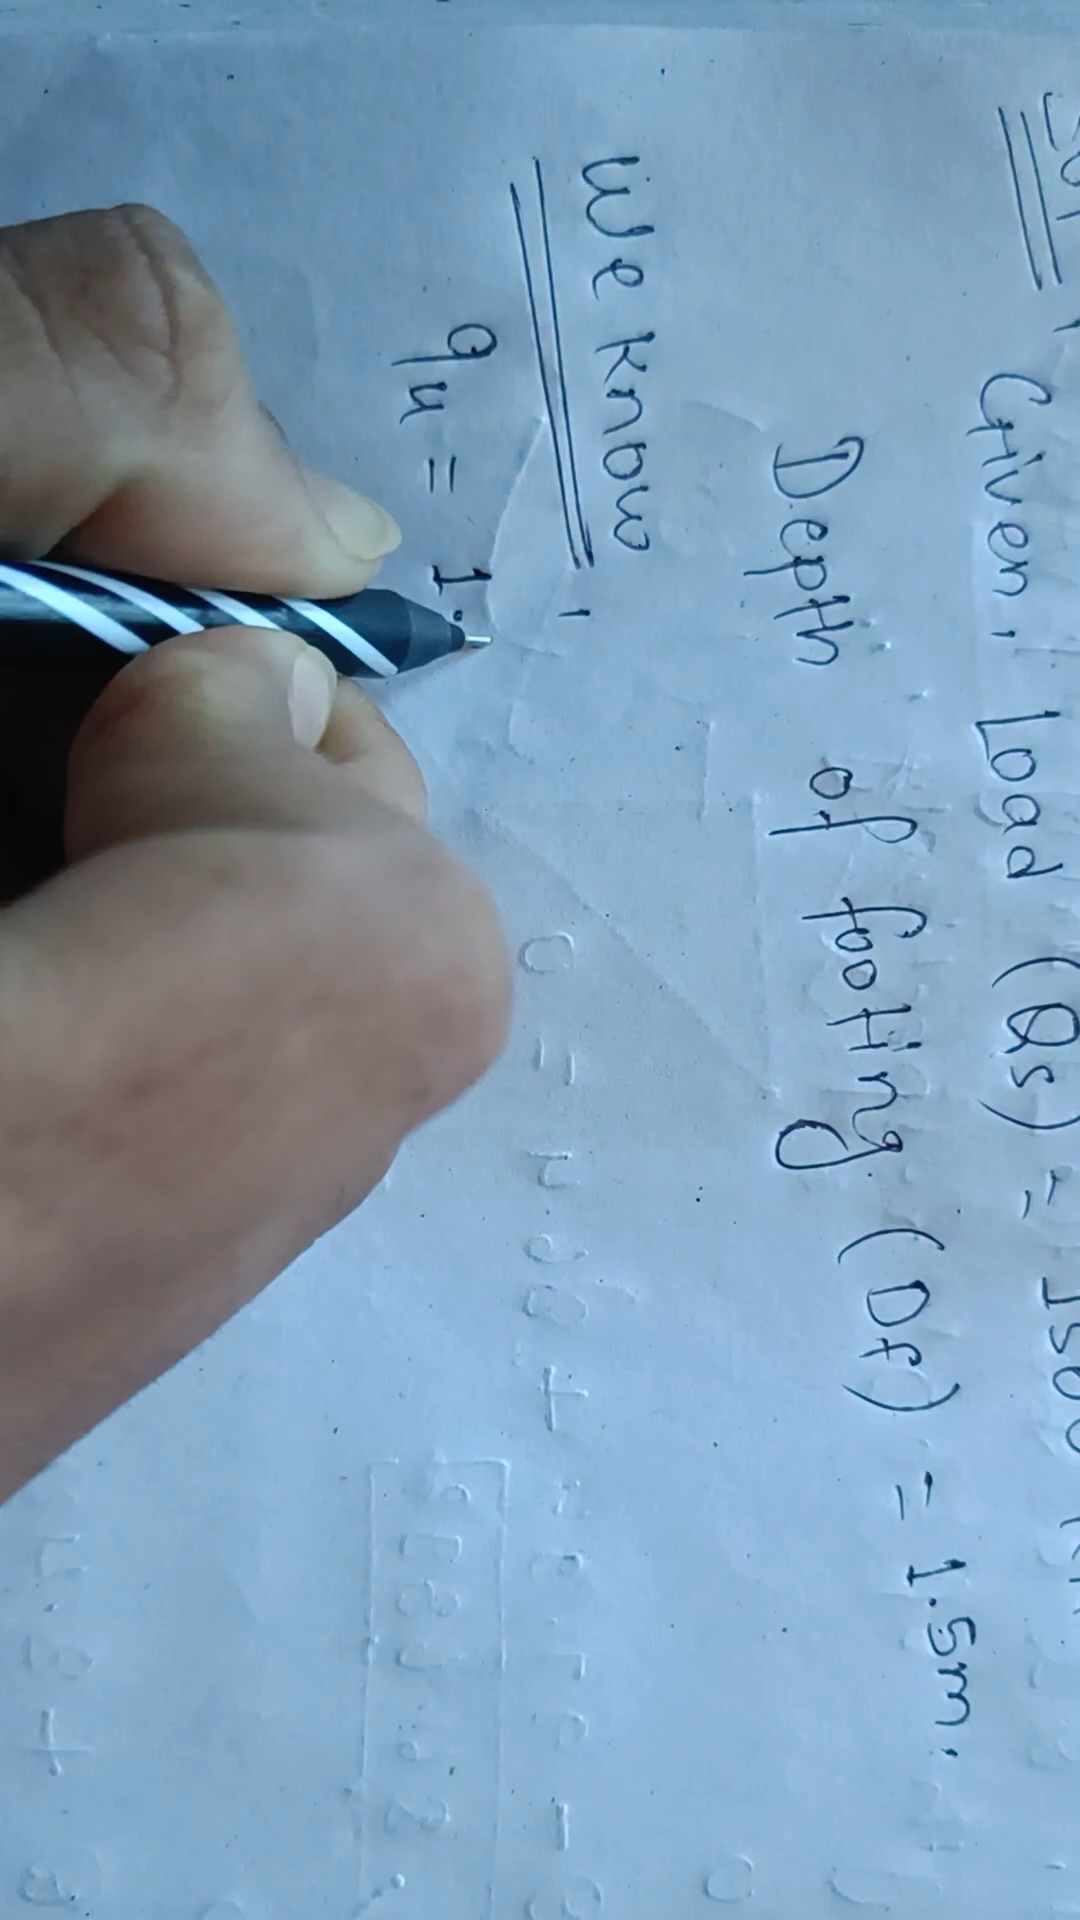 Given, Load (Qs) =
Depth of footing (Df) = 1.5m.
We know
qu = 1.